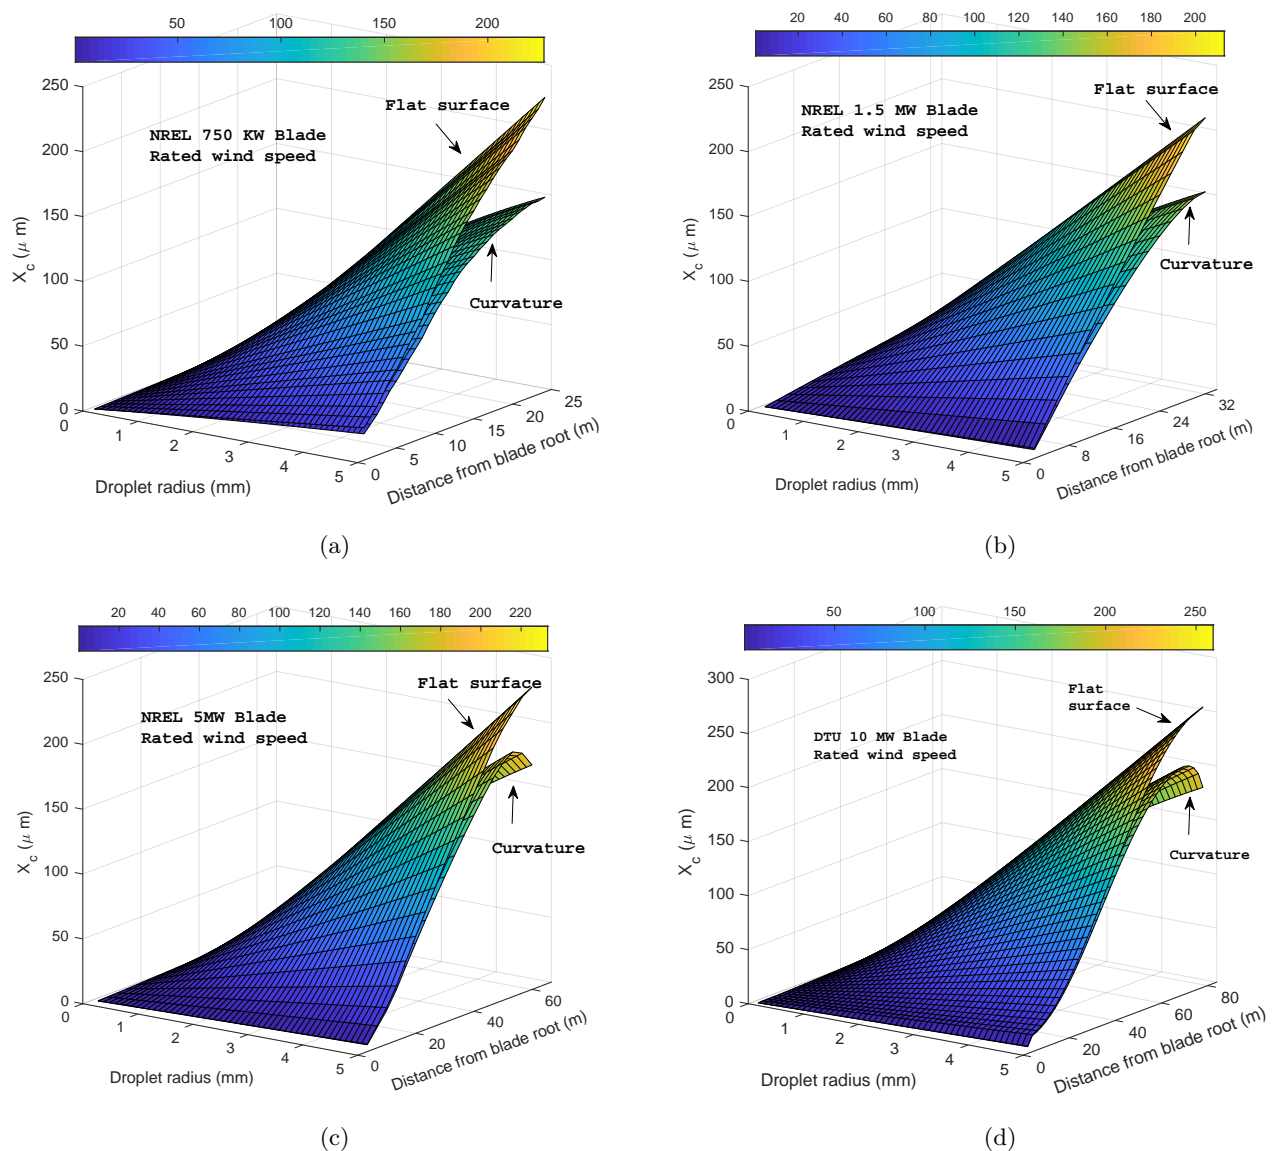 50 100 150 200
250
200
150
100
50
0
X_c (μ m)
NREL 750 KW Blade
Rated wind speed
Flat surface
Curvature
0 1 2 3 4 5
Droplet radius (mm)
0 5 10 15 20 25
Distance from blade root (m)
(a)
20 40 60 80 100 120 140 160 180 200
250
200
150
100
50
0
X_c (μ m)
NREL 1.5 MW Blade
Rated wind speed
Flat surface
Curvature
0 1 2 3 4 5
Droplet radius (mm)
0 8 16 24 32
Distance from blade root (m)
(b)
20 40 60 80 100 120 140 160 180 200 220
250
200
150
100
50
0
X_c (μ m)
NREL 5MW Blade
Rated wind speed
Flat surface
Curvature
0 1 2 3 4 5
Droplet radius (mm)
0 20 40 60
Distance from blade root (m)
(c)
50 100 150 200 250
300
250
200
150
100
50
0
X_c (μ m)
DTU 10 MW Blade
Rated wind speed
Flat
surface
Curvature
0 1 2 3 4 5
Droplet radius (mm)
0 20 40 60 80
Distance from blade root (m)
(d)